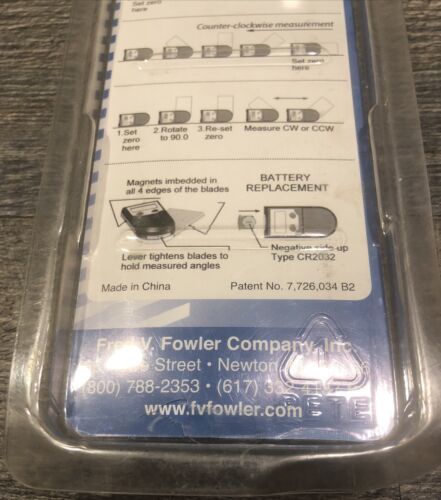 Set zero
here
Counter-clockwise measurement
Set zero
here
1.Set
zero
here
2.Rotate
to 90.0
3.Re-set
zero
Measure CW or CCW
Magnets imbedded in
all 4 edges of the blades
BATTERY
REPLACEMENT
Lever tightens blades to
hold measured angles
Negative side up
Type CR2032
Made in China
Patent No. 7,726,034 B2
Fred V. Fowler Company, Inc.
Street • Newton,
(800) 788-2353 • (617) 332
www.fvfowler.com
1
PETE